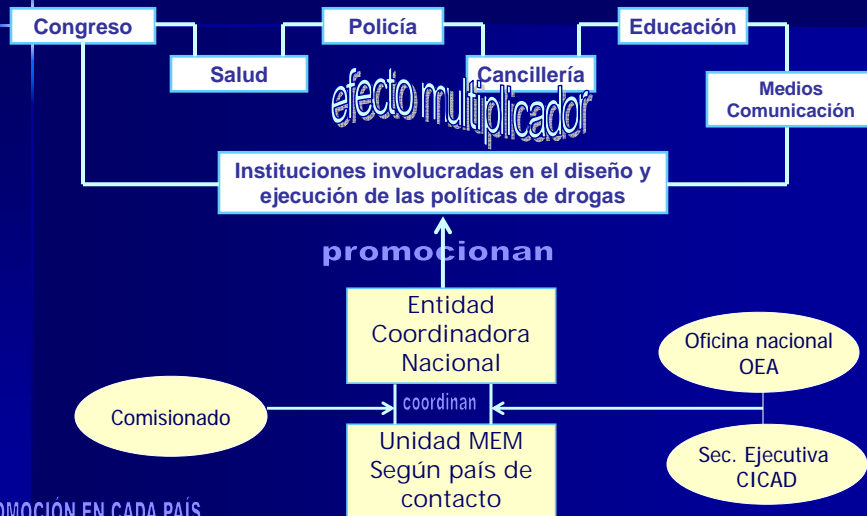 Congreso
Policía
Educación
Salud
Cancillería
Medios
Comunicación
efecto multiplicador
Instituciones involucradas en el diseño y
ejecución de las políticas de drogas
promocionan
Entidad
Coordinadora
Nacional
Oficina nacional
OEA
Comisionado
coordinan
Unidad MEM
Según país de
contacto
Sec. Ejecutiva
CICAD
OMOCIÓN EN CADA PAÍS